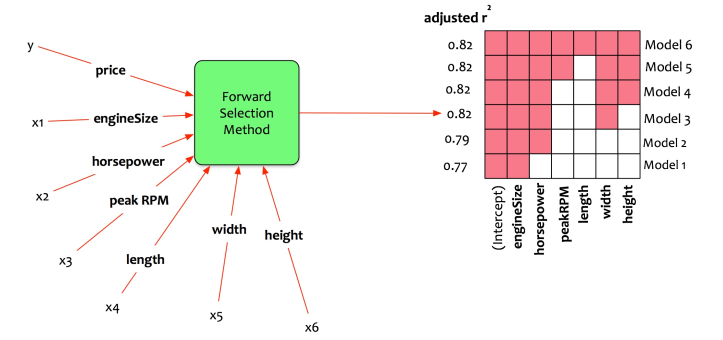 adjusted r²
y
price
x1
engineSize
x2
horsepower
x3
peak RPM
x4
length
x5
width
x6
height
Forward
Selection
Method
0.82
Model 6
0.82
Model 5
0.82
Model 4
0.82
Model 3
0.79
Model 2
0.77
Model 1
(Intercept)
engineSize
horsepower
peakRPM
length
width
height